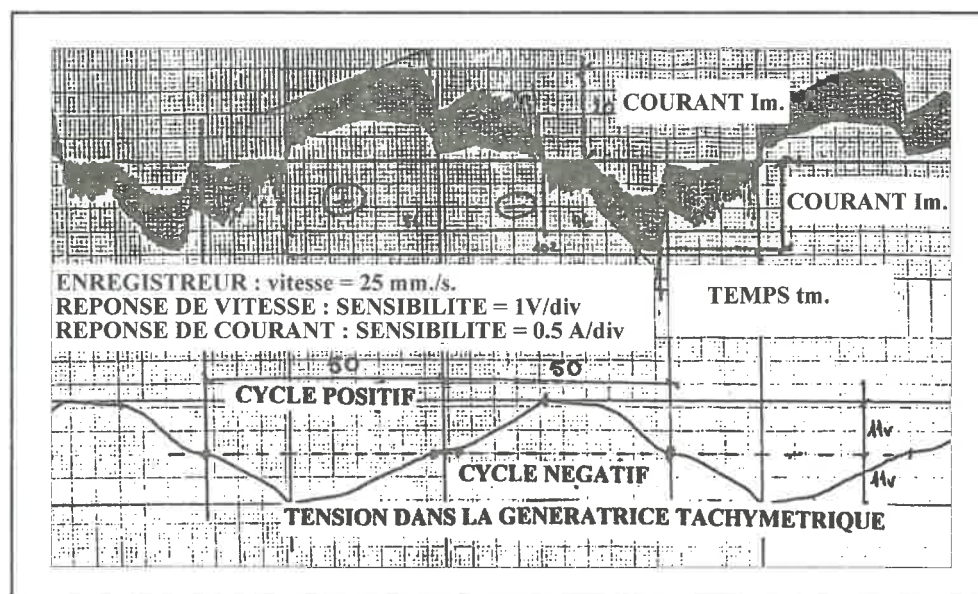 COURANT Im.
COURANT Im.
ENREGISTREUR : vitesse = 25 mm./s.
TEMPS tm.
REPONSE DE VITESSE : SENSIBILITE = 1V/div
REPONSE DE COURANT : SENSIBILITE = 0.5 A/div
50 50
CYCLE POSITIF
11v
CYCLE NEGATIF
11v
TENSION DANS LA GENERATRICE TACHYMETRIQUE